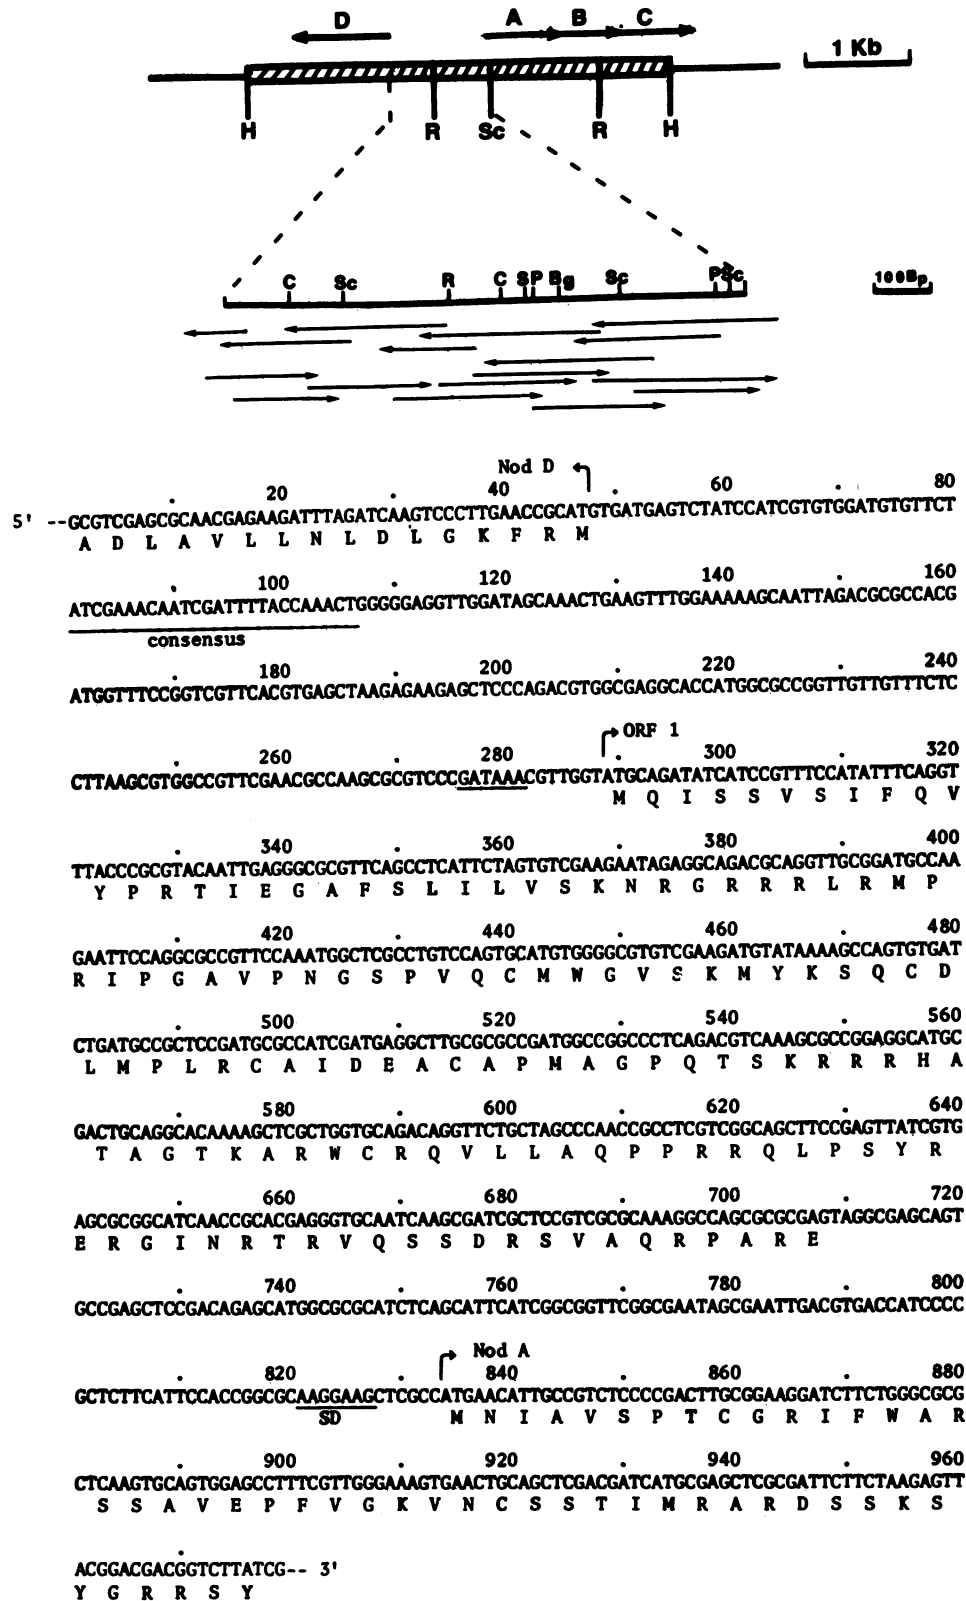 D A B C
1 Kb
H R Sc R H
C Sc R C S P Bg Sc P Sc
100Bp
Nod D
20 40 60 80
5' --GCGTCGAGCGCAACGAGAAGATTTAGATCAAGTCCCTTGAACCGCATGTGATGAGTCTATCCATCGTGTGGATGTGTTCT
A D L A V L L N L D L G K F R M
100 120 140 160
ATCGAAACAATCGATTTTACCAAACTGGGGGAGGTTGGATAGCAAACTGAAGTTTGGAAAAAGCAATTAGACGCGCCACG
consensus
180 200 220 240
ATGGTTTCCGGTCGTTCACGTGAGCTAAGAGAAGAGCTCCCAGACGTGGCGAGGCACCATGGCGCCGGTTGTTGTTTCTC
ORF 1
260 280 300 320
CTTAAGCGTGGCCGTTCGAACGCCAAGCGCGTCCCGATAAACGTTGGTATGCAGATATCATCCGTTTCCATATTTCAGGT
M Q I S S V S I F Q V
340 360 380 400
TTACCCGCGTACAATTGAGGGCGCGTTCAGCCTCATTCTAGTGTCGAAGAATAGAGGCAGACGCAGGTTGCGGATGCCAA
Y P R T I E G A F S L I L V S K N R G R R R L R M P
420 440 460 480
GAATTCCAGGCGCCGTTCCAAATGGCTCGCCTGTCCAGTGCATGTGGGGCGTGTCGAAGATGTATAAAAGCCAGTGTGAT
R I P G A V P N G S P V Q C M W G V S K M Y K S Q C D
500 520 540 560
CTGATGCCGCTCCGATGCGCCATCGATGAGGCTTGCGCGCCGATGGCCGGCCCTCAGACGTCAAAGCGCCGGAGGCATGC
L M P L R C A I D E A C A P M A G P Q T S K R R R H A
580 600 620 640
GACTGCAGGCACAAAAGCTCGCTGGTGCAGACAGGTTCTGCTAGCCCAACCGCCTCGTCGGCAGCTTCCGAGTTATCGTG
T A G T K A R W C R Q V L L A Q P P R R Q L P S Y R
660 680 700 720
AGCGCGGCATCAACCGCACGAGGGTGCAATCAAGCGATCGCTCCGTCGCGCAAAGGCCAGCGCGCGAGTAGGCGAGCAGT
E R G I N R T R V Q S S D R S V A Q R P A R E
740 760 780 800
GCCGAGCTCCGACAGAGCATGGCGCGCATCTCAGCATTCATCGGCGGTTCGGCGAATAGCGAATTGACGTGACCATCCCC
Nod A
820 840 860 880
GCTCTTCATTCCACCGGCGCAAGGAAGCTCGCCATGAACATTGCCGTCTCCCCGACTTGCGGAAGGATCTTCTGGGCGCG
SD M N I A V S P T C G R I F W A R
900 920 940 960
CTCAAGTGCAGTGGAGCCTTTCGTTGGGAAAGTGAACTGCAGCTCGACGATCATGCGAGCTCGCGATTCTTCTAAGAGTT
S S A V E P F V G K V N C S S T I M R A R D S S K S
ACGGACGACGGTCTTATCG-- 3'
Y G R R S Y